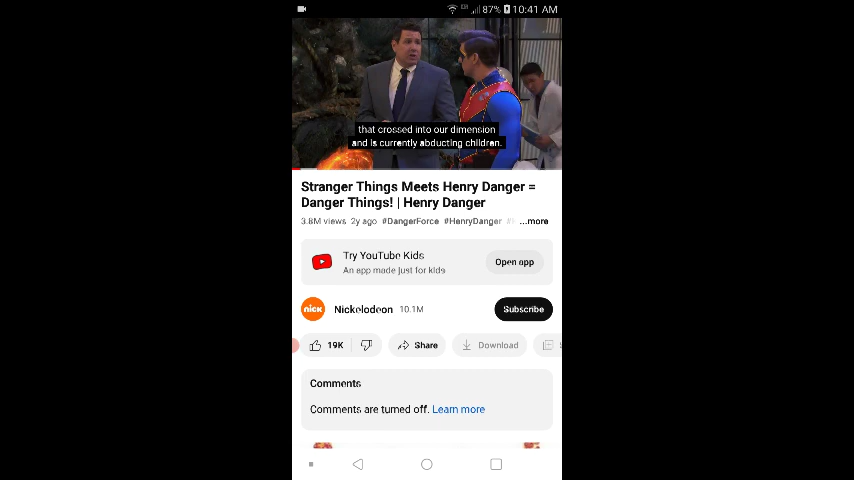 87% 10:41 AM
that crossed into our dimension
and is currently abducting children.
Stranger Things Meets Henry Danger =
Danger Things! | Henry Danger
3.8M views 2y ago #DangerForce #HenryDanger ...more
Try YouTube Kids
An app made just for kids
Open app
nick Nickelodeon 10.1M Subscribe
19K Share Download
Comments
Comments are turned off. Learn more